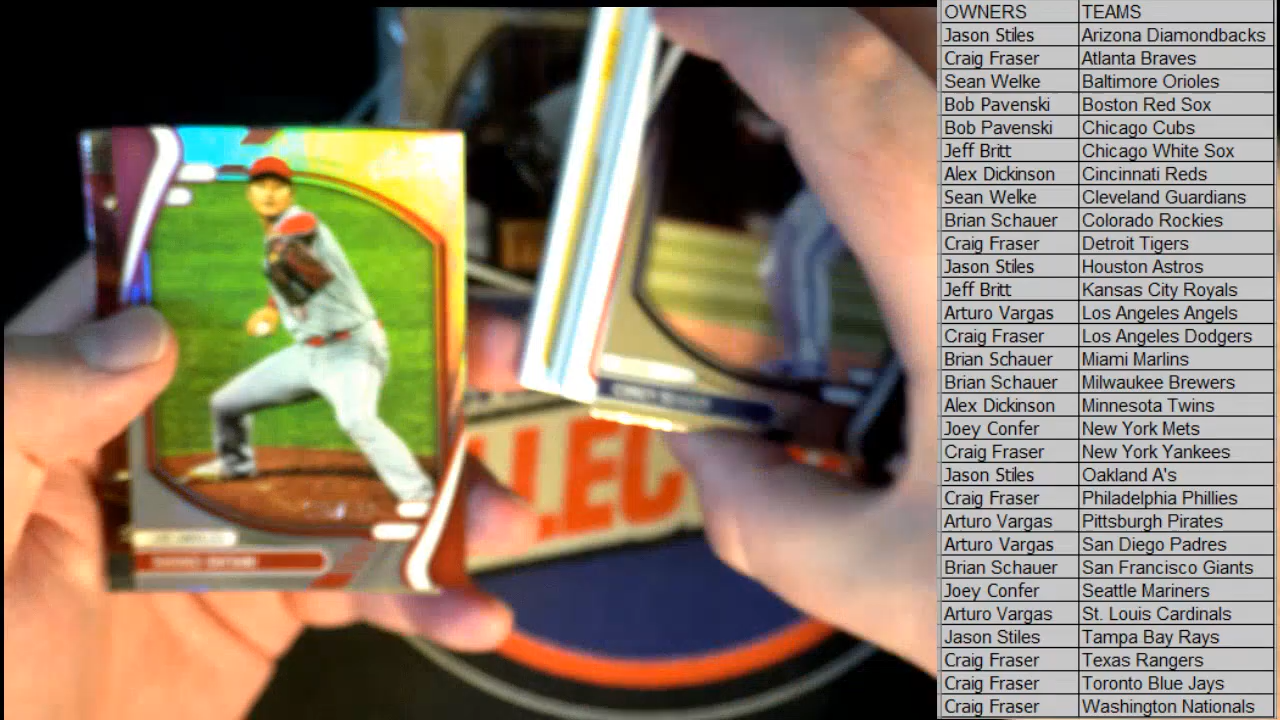 OWNERS TEAMS
Jason Stiles Arizona Diamondbacks
Craig Fraser Atlanta Braves
Sean Welke Baltimore Orioles
Bob Pavenski Boston Red Sox
Bob Pavenski Chicago Cubs
Jeff Britt Chicago White Sox
Alex Dickinson Cincinnati Reds
Sean Welke Cleveland Guardians
Brian Schauer Colorado Rockies
Craig Fraser Detroit Tigers
Jason Stiles Houston Astros
Jeff Britt Kansas City Royals
Arturo Vargas Los Angeles Angels
Craig Fraser Los Angeles Dodgers
Brian Schauer Miami Marlins
Brian Schauer Milwaukee Brewers
Alex Dickinson Minnesota Twins
Joey Confer New York Mets
Craig Fraser New York Yankees
Jason Stiles Oakland A's
Craig Fraser Philadelphia Phillies
Arturo Vargas Pittsburgh Pirates
Arturo Vargas San Diego Padres
Brian Schauer San Francisco Giants
Joey Confer Seattle Mariners
Arturo Vargas St. Louis Cardinals
Jason Stiles Tampa Bay Rays
Craig Fraser Texas Rangers
Craig Fraser Toronto Blue Jays
Craig Fraser Washington Nationals
LLEC